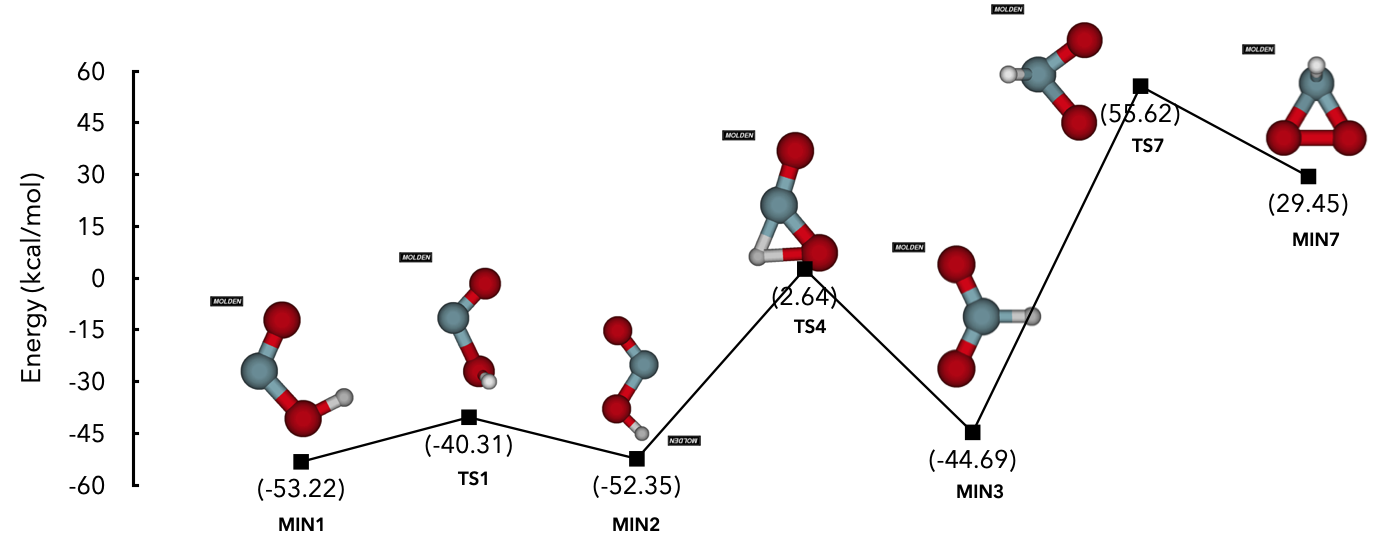 MOLDEN
MOLDEN
60
45
30
15
0
-15
-30
-45
-60
Energy (kcal/mol)
MOLDEN
MOLDEN
MOLDEN
MOLDEN
MOLDEN
(55.62)
TS7
(29.45)
MIN7
(2.64)
TS4
(-40.31)
TS1
(-44.69)
MIN3
(-53.22)
MIN1
(-52.35)
MIN2